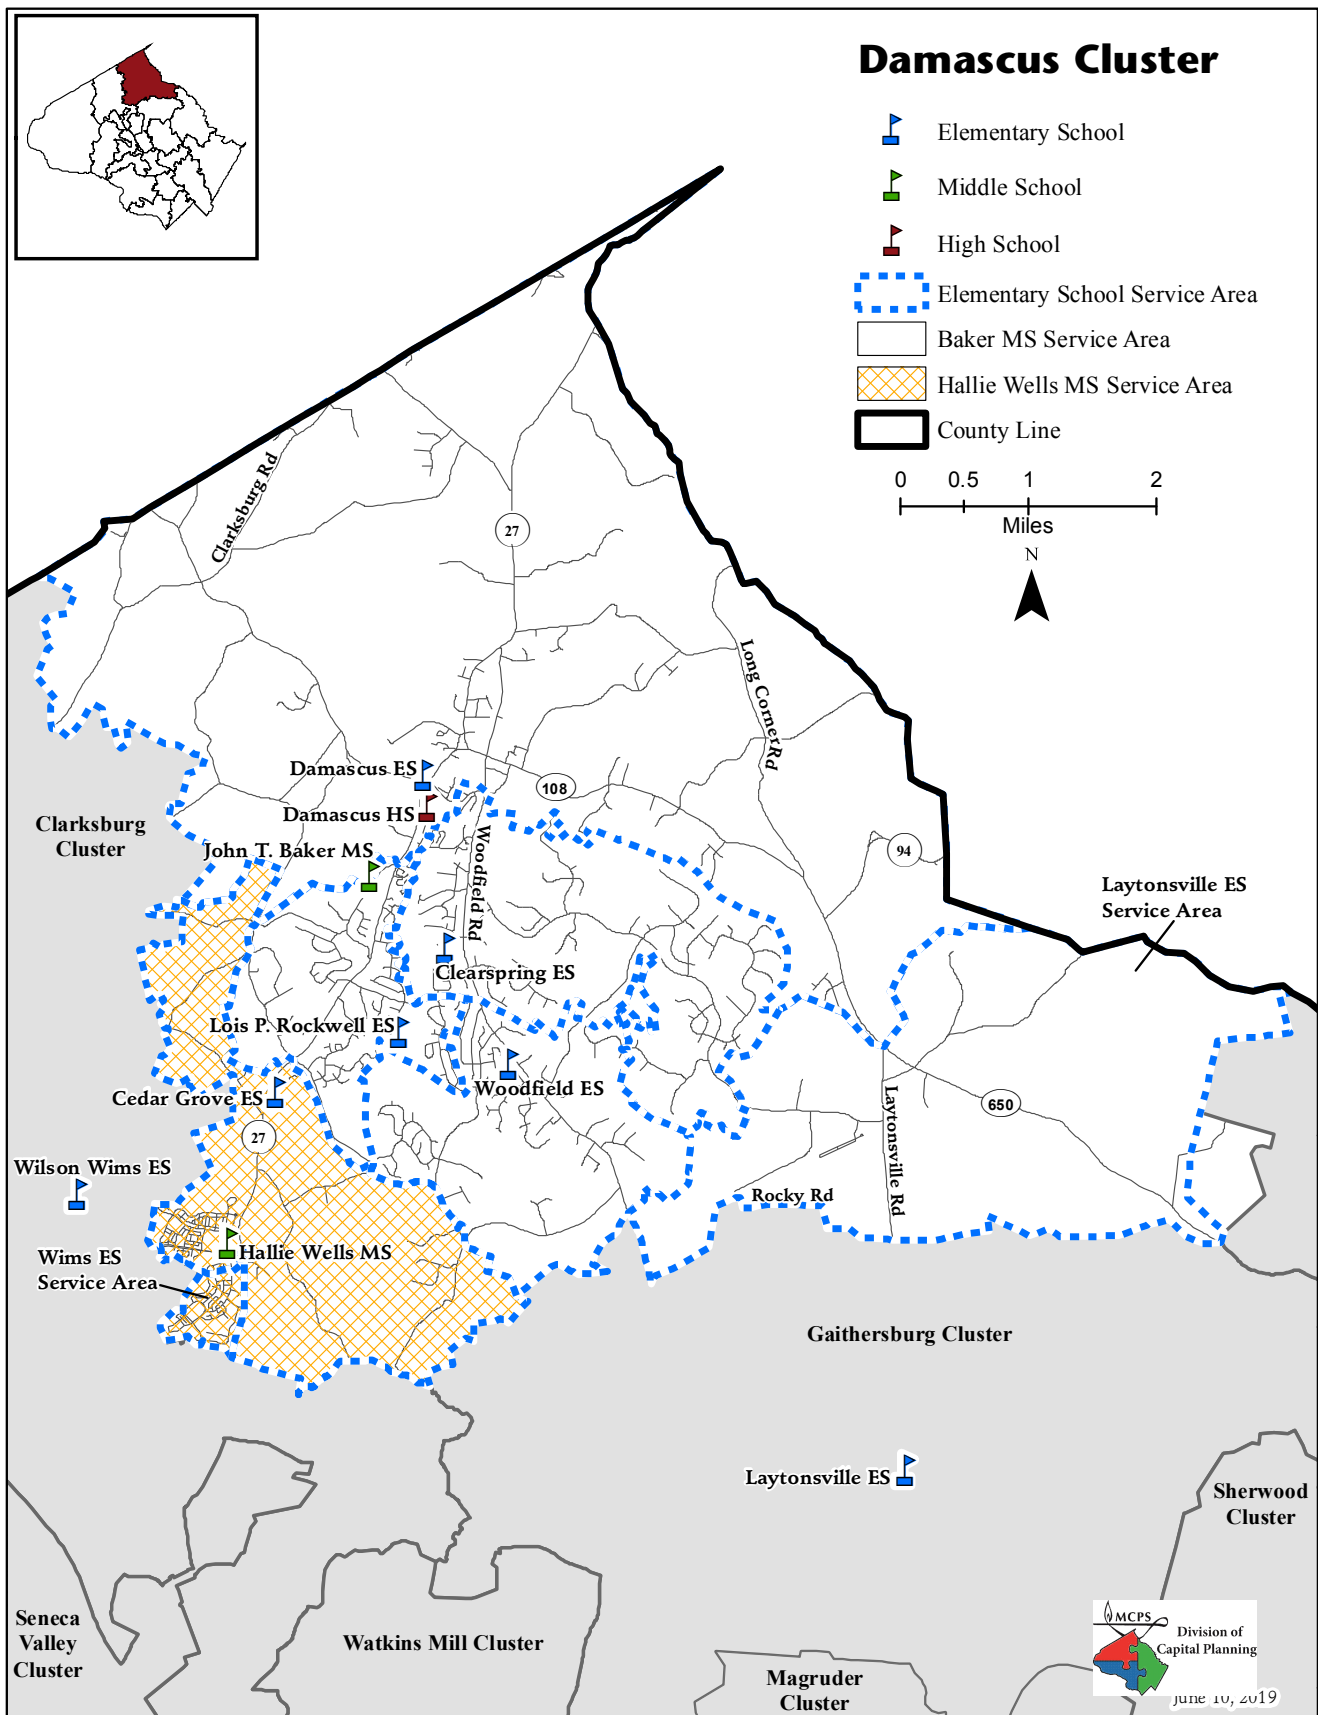 Damascus Cluster
Elementary School
Middle School
High School
Elementary School Service Area
Baker MS Service Area
Hallie Wells MS Service Area
County Line
0 0.5 1 2
Miles
N
Clarksburg Rd
27
Long Corner Rd
Damascus ES
108
Damascus HS
Clarksburg
Cluster
John T. Baker MS
Woodfield Rd
94
Laytonsville ES
Service Area
Clearspring ES
Lois P. Rockwell ES
Woodfield ES
Cedar Grove ES
650
27
Laytonsville Rd
Wilson Wims ES
Rocky Rd
Hallie Wells MS
Wims ES
Service Area
Gaithersburg Cluster
Laytonsville ES
Sherwood
Cluster
Seneca
Valley
Cluster
Watkins Mill Cluster
Magruder
Cluster
MCPS
Division of
Capital Planning
June 10, 2019